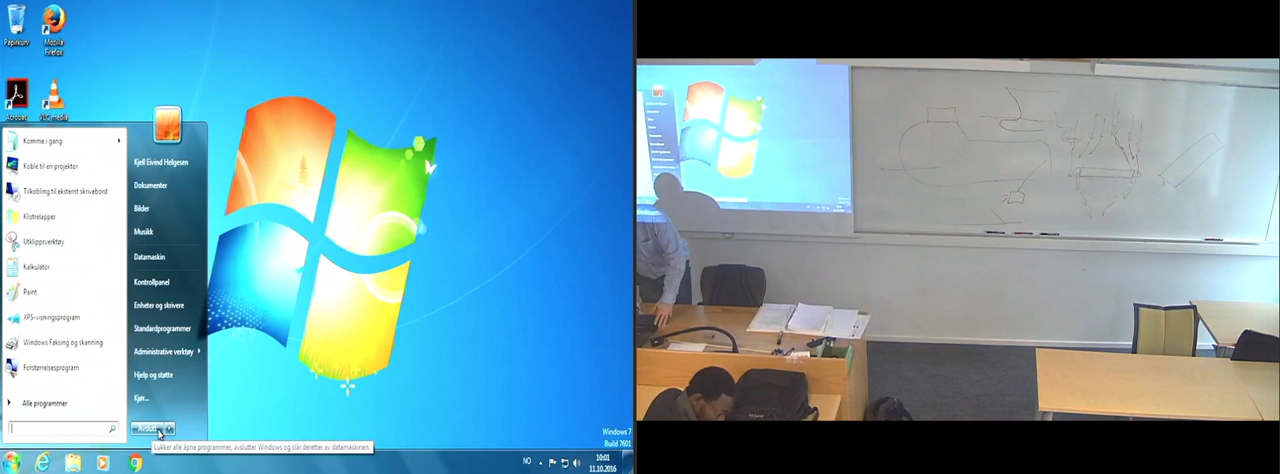 Papirkurv
Mozilla
Firefox
Acrobat
VLC media
Komme i gang
Koble til en projektor
Tilkobling til eksternt skrivebord
Klistrelapper
Utklippsverktøy
Kalkulator
Paint
XPS-visningsprogram
Windows Faksing og skanning
Forstørrelsesprogram
Alle programmer
Kjell Eivind Helgesen
Dokumenter
Bilder
Musikk
Datamaskin
Kontrollpanel
Enheter og skrivere
Standardprogrammer
Administrative verktøy
Hjelp og støtte
Kjør...
Avslutt
Lukker alle åpne programmer, avslutter Windows og slår deretter av datamaskinen.
Windows 7
Build 7601
NO
10:01
11.10.2016